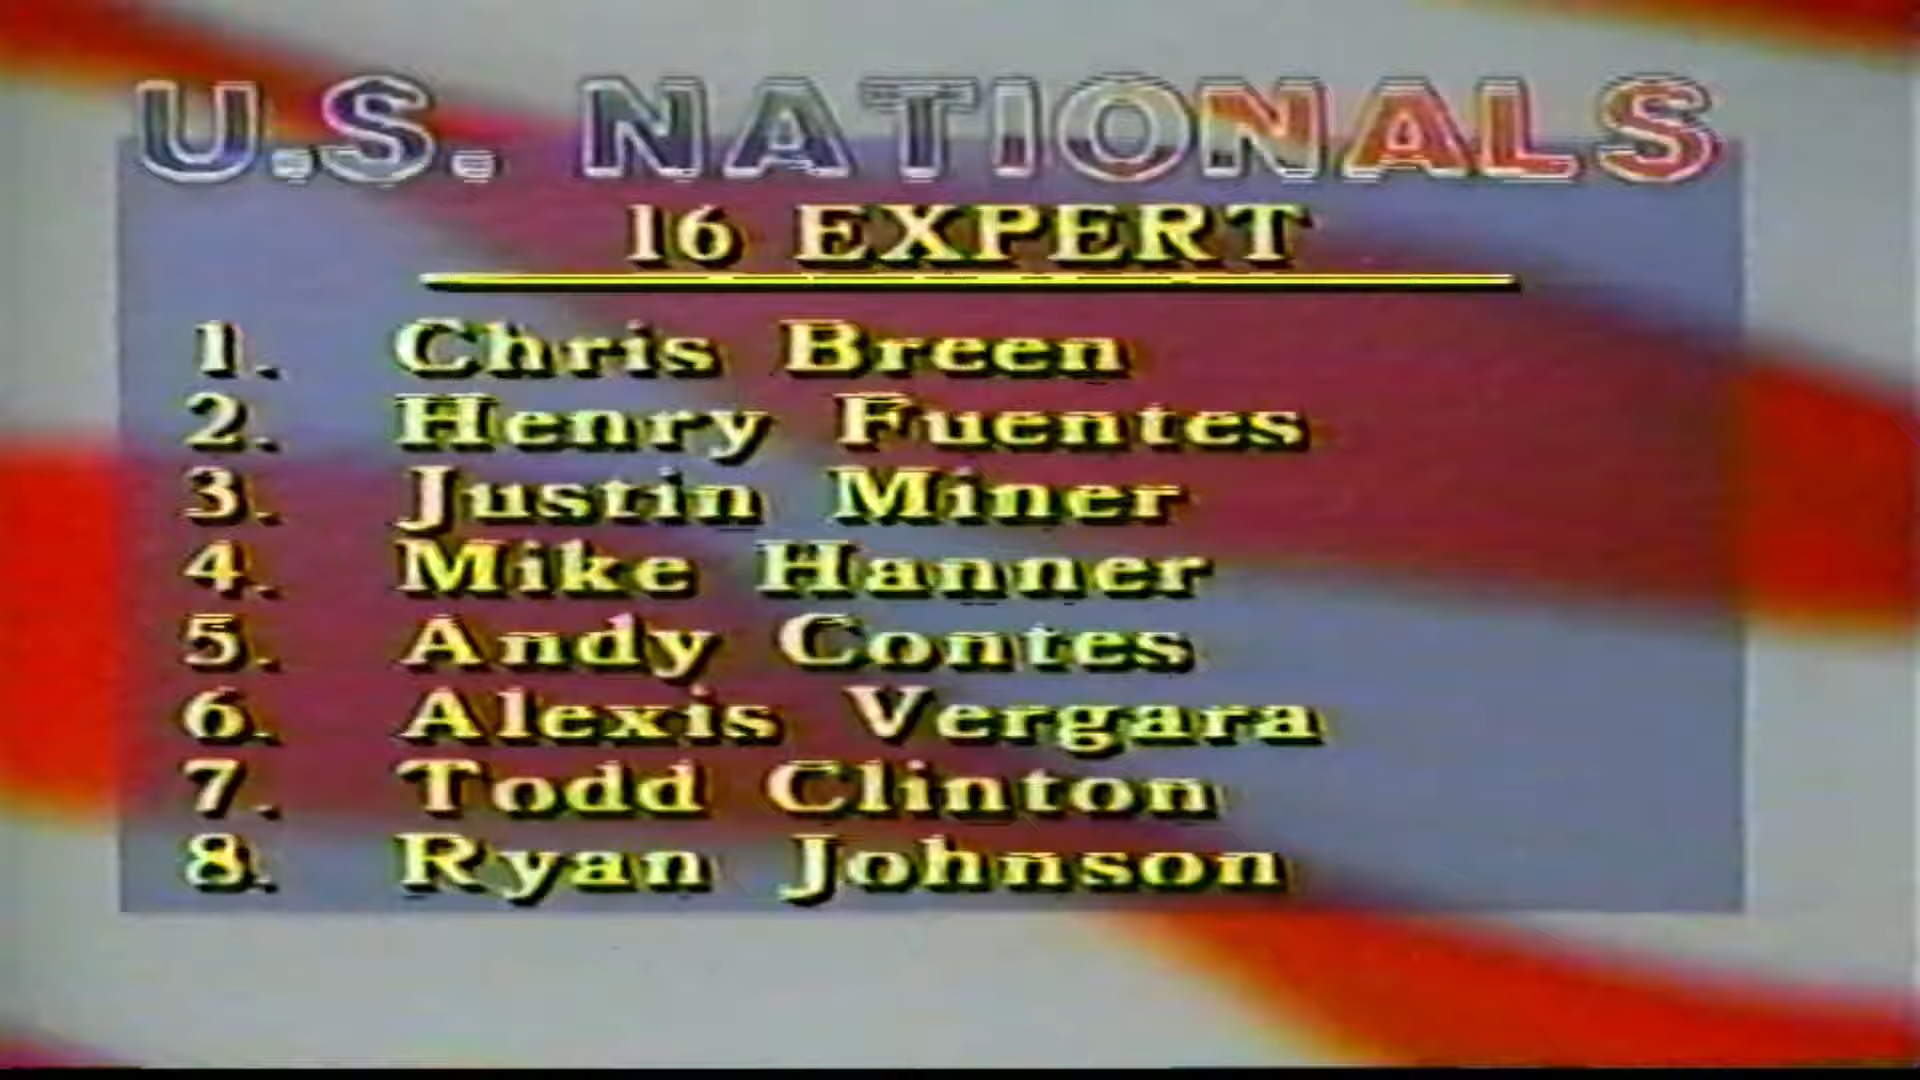 U.S. NATIONALS
16 EXPERT
1. Chris Breen
2. Henry Fuentes
3. Justin Miner
4. Mike Hanner
5. Andy Contes
6. Alexis Vergara
7. Todd Clinton
8. Ryan Johnson